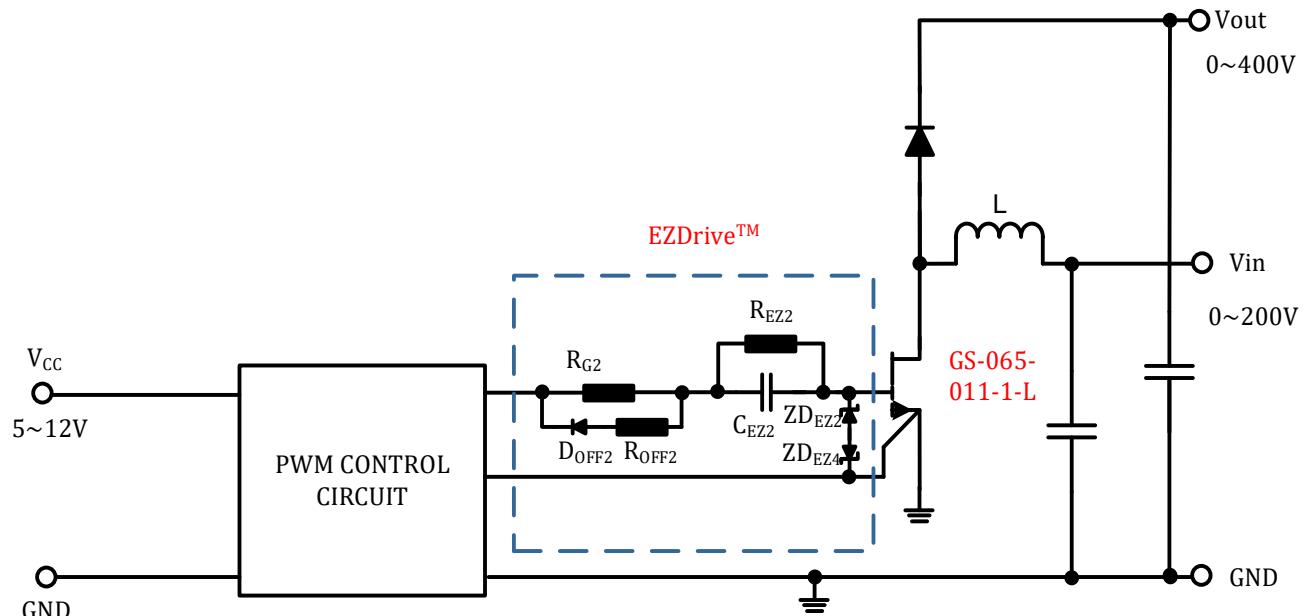 Vout
0~400V
L
EZDrive™
Vin
0~200V
R_EZ2
V_CC
5~12V
R_G2
GS-065-
011-1-L
C_EZ2
ZD_EZ2
D_OFF2
R_OFF2
ZD_EZ4
PWM CONTROL
CIRCUIT
GND
GND